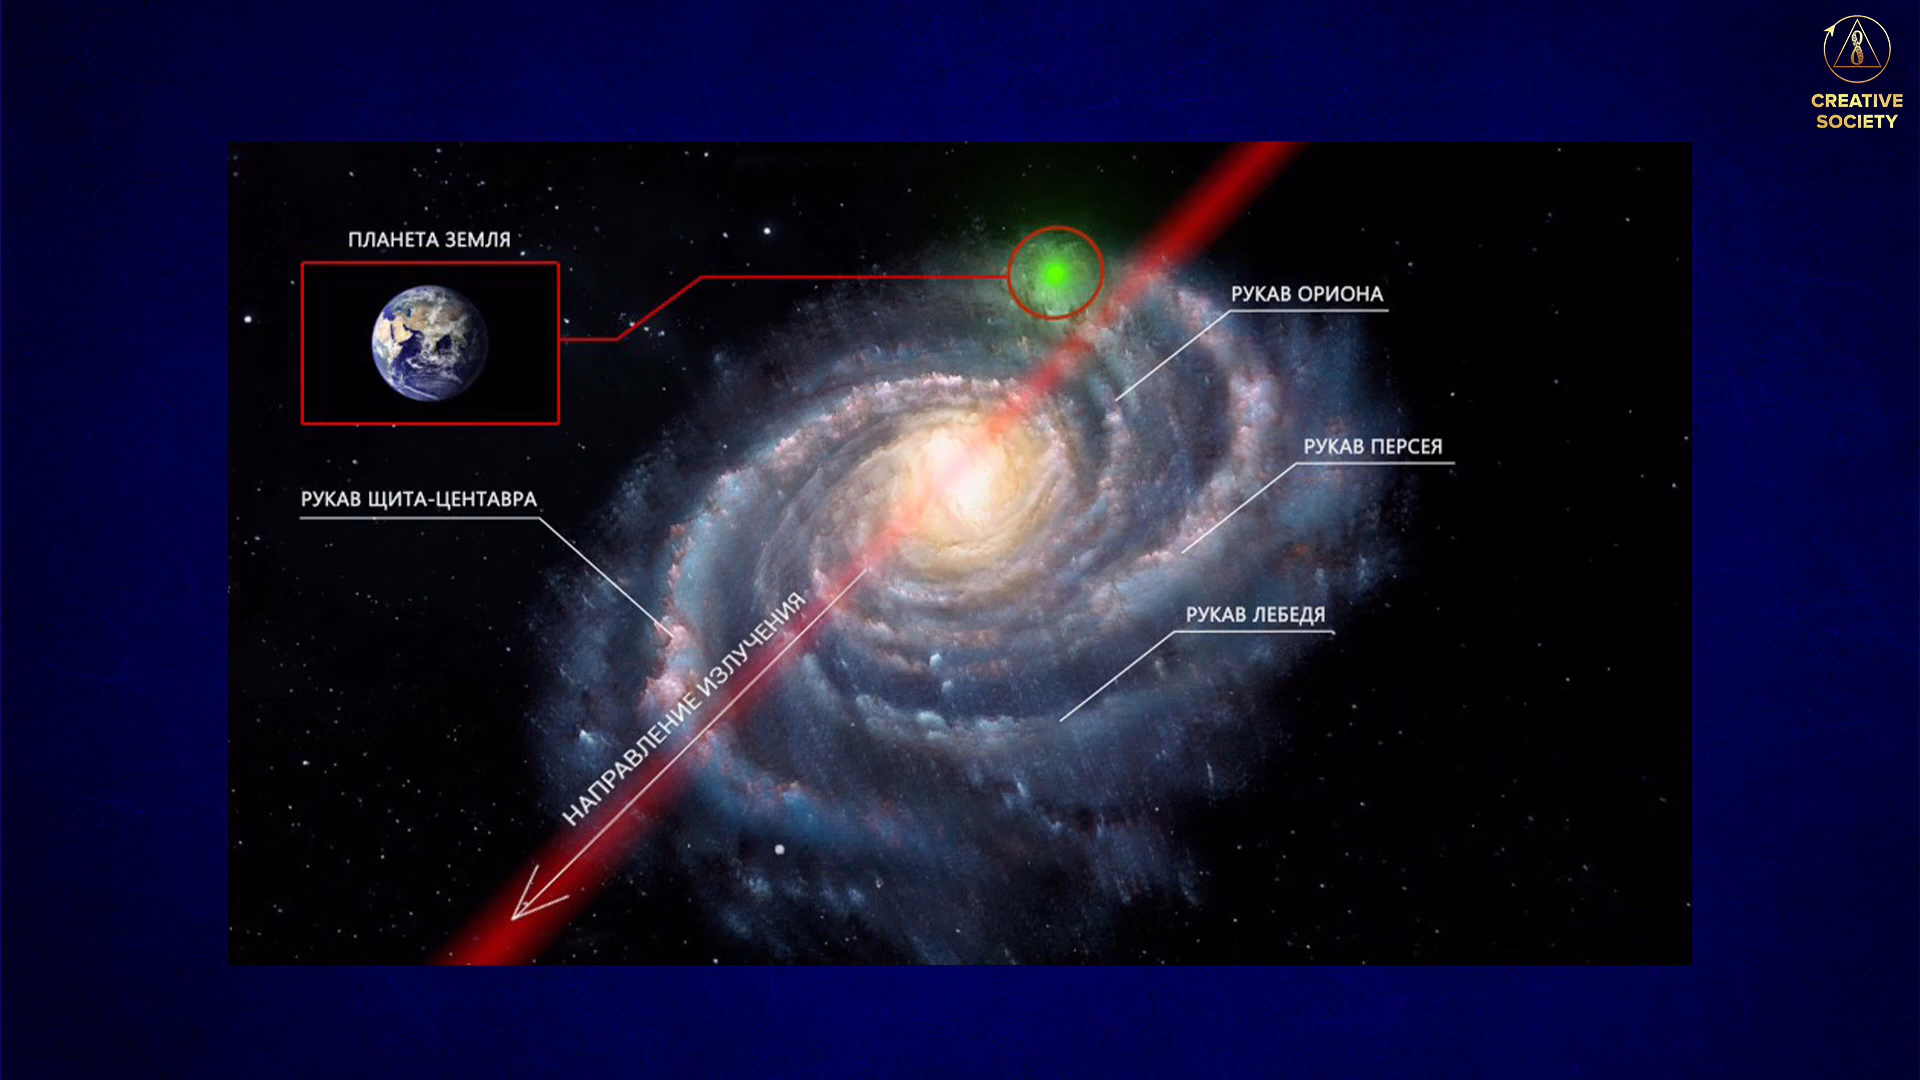 CREATIVE
SOCIETY
ПЛАНЕТА ЗЕМЛЯ
РУКАВ ОРИОНА
РУКАВ ПЕРСЕЯ
РУКАВ ЩИТА-ЦЕНТАВРА
РУКАВ ЛЕБЕДЯ
НАПРАВЛЕНИЕ ИЗЛУЧЕНИЯ